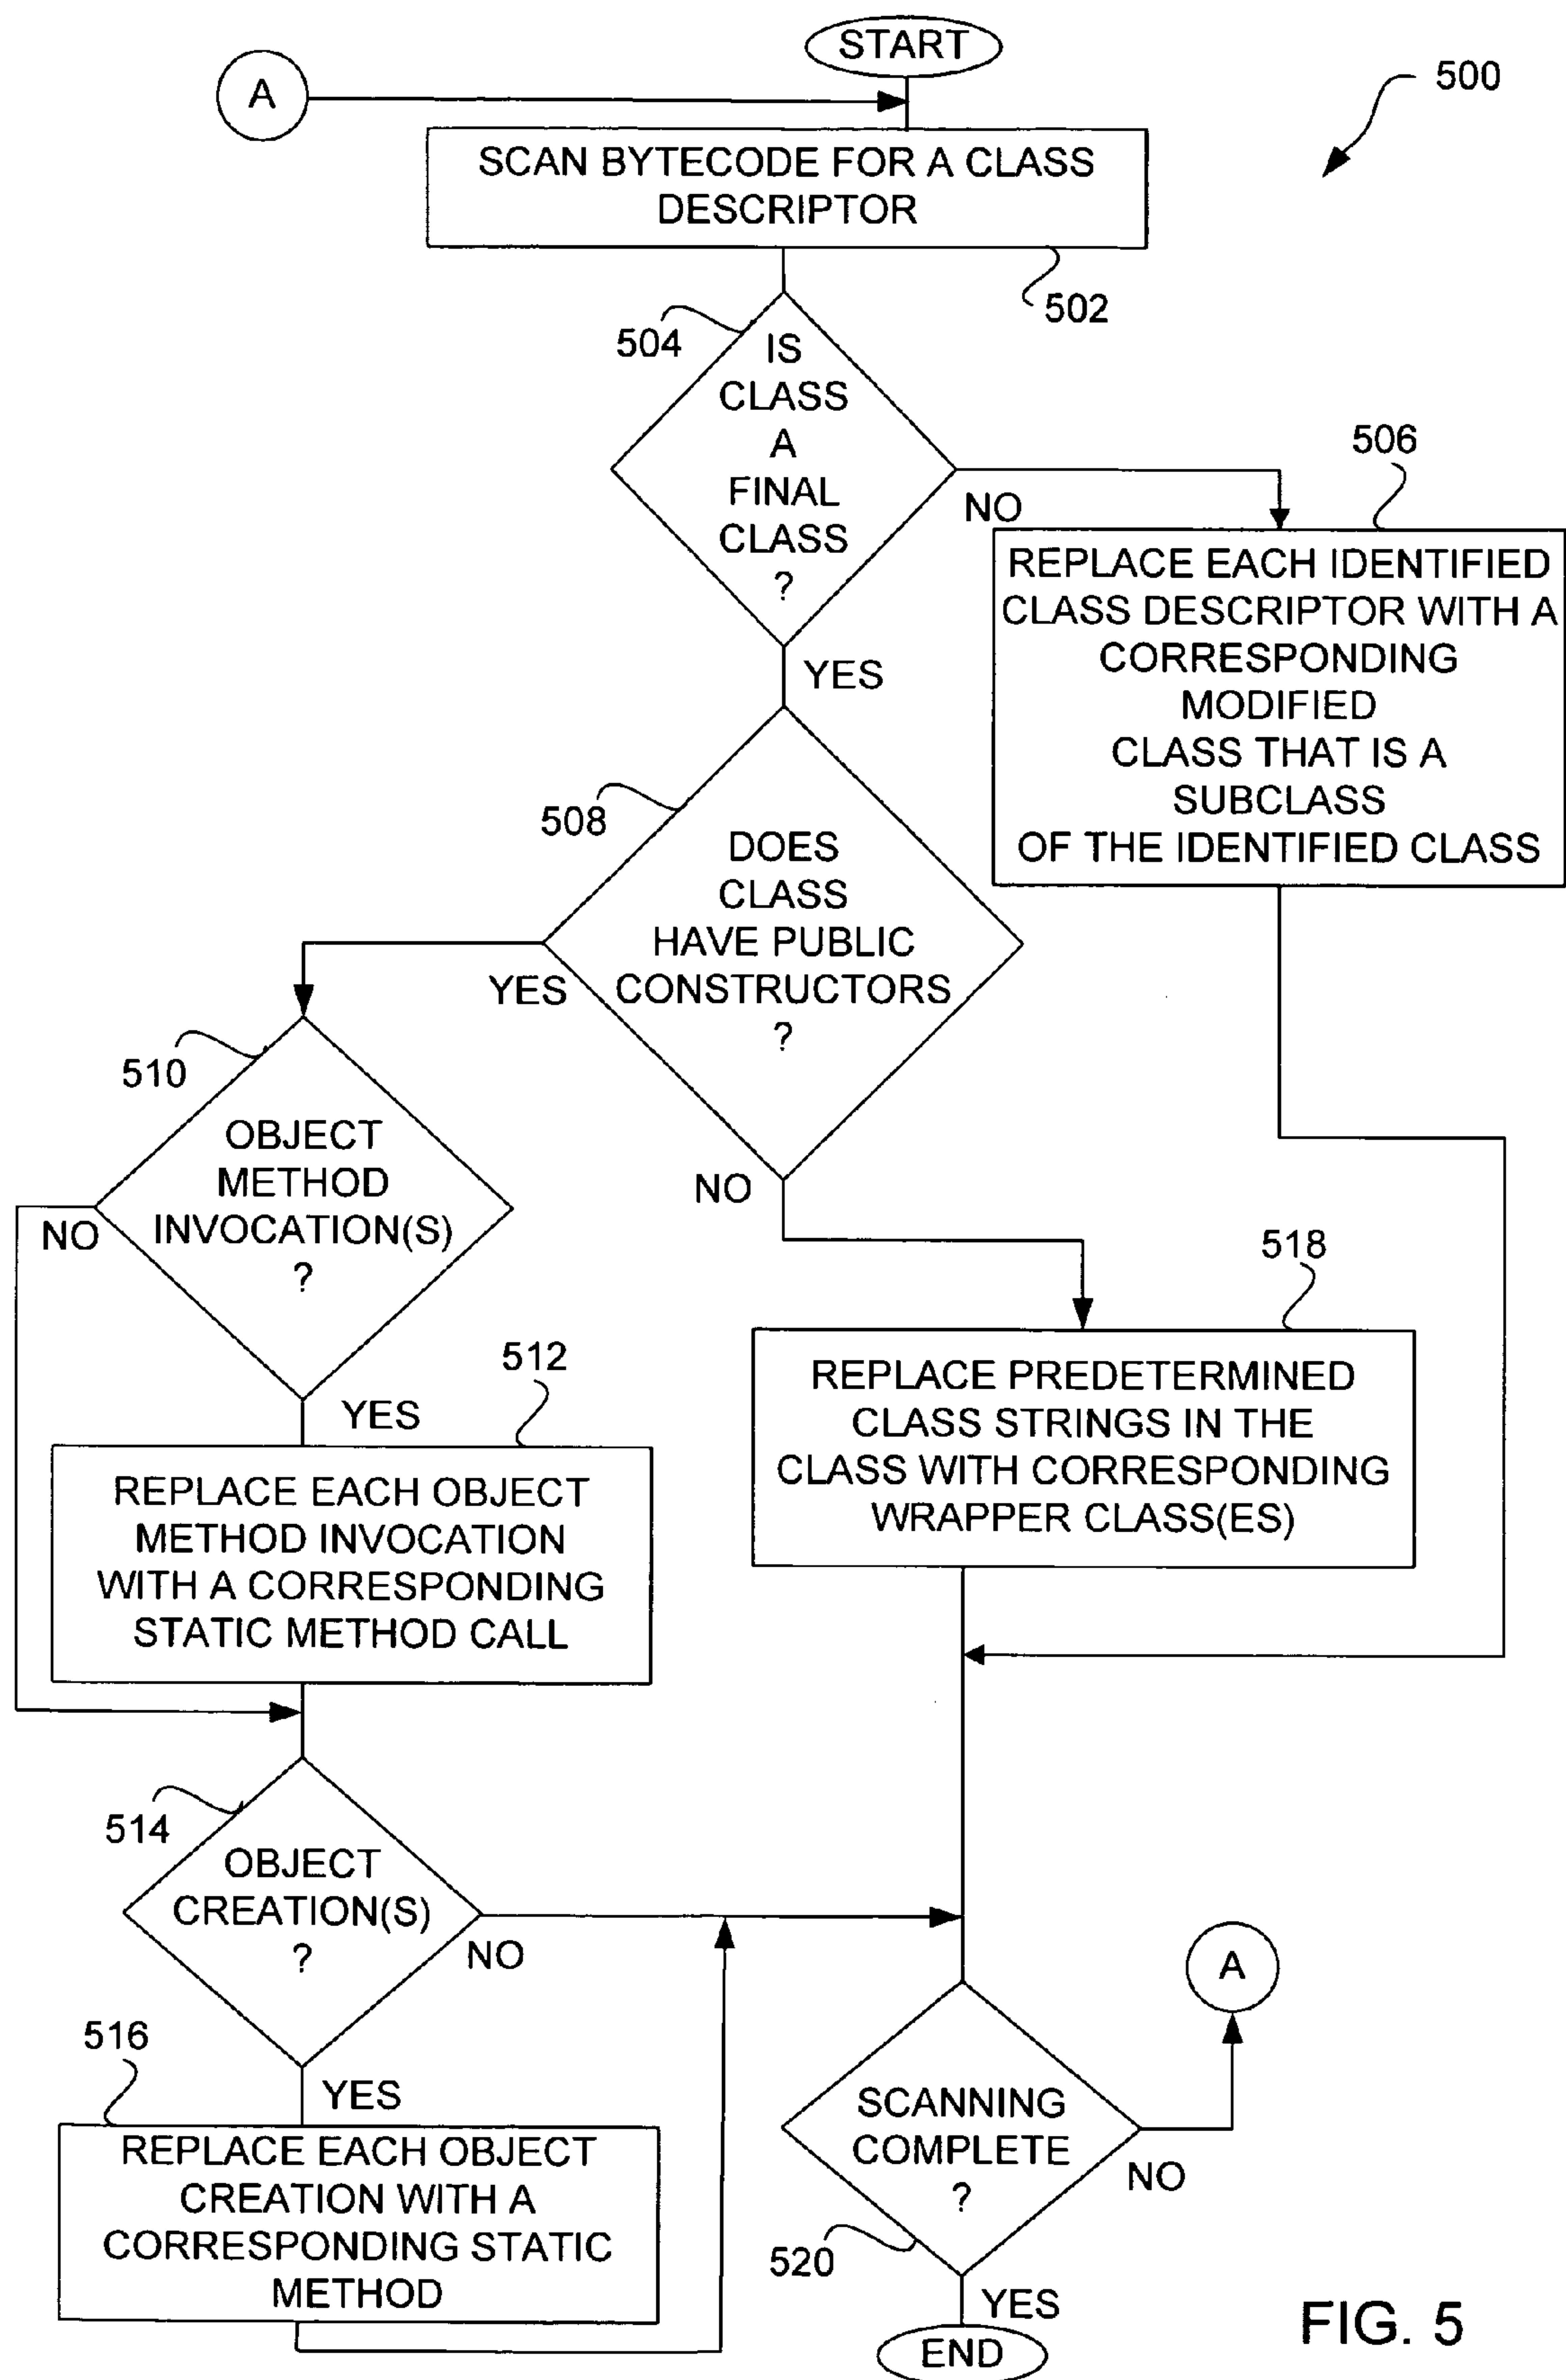 START
A
500
SCAN BYTECODE FOR A CLASS
DESCRIPTOR
502
504
IS
CLASS
A
FINAL
CLASS
?
NO
YES
506
REPLACE EACH IDENTIFIED
CLASS DESCRIPTOR WITH A
CORRESPONDING
MODIFIED
CLASS THAT IS A
SUBCLASS
OF THE IDENTIFIED CLASS
508
DOES
CLASS
HAVE PUBLIC
CONSTRUCTORS
?
YES
NO
510
OBJECT
METHOD
INVOCATION(S)
?
NO
YES
512
REPLACE EACH OBJECT
METHOD INVOCATION
WITH A CORRESPONDING
STATIC METHOD CALL
518
REPLACE PREDETERMINED
CLASS STRINGS IN THE
CLASS WITH CORRESPONDING
WRAPPER CLASS(ES)
514
OBJECT
CREATION(S)
?
NO
YES
516
REPLACE EACH OBJECT
CREATION WITH A
CORRESPONDING STATIC
METHOD
A
SCANNING
COMPLETE
?
NO
520
YES
END
FIG. 5